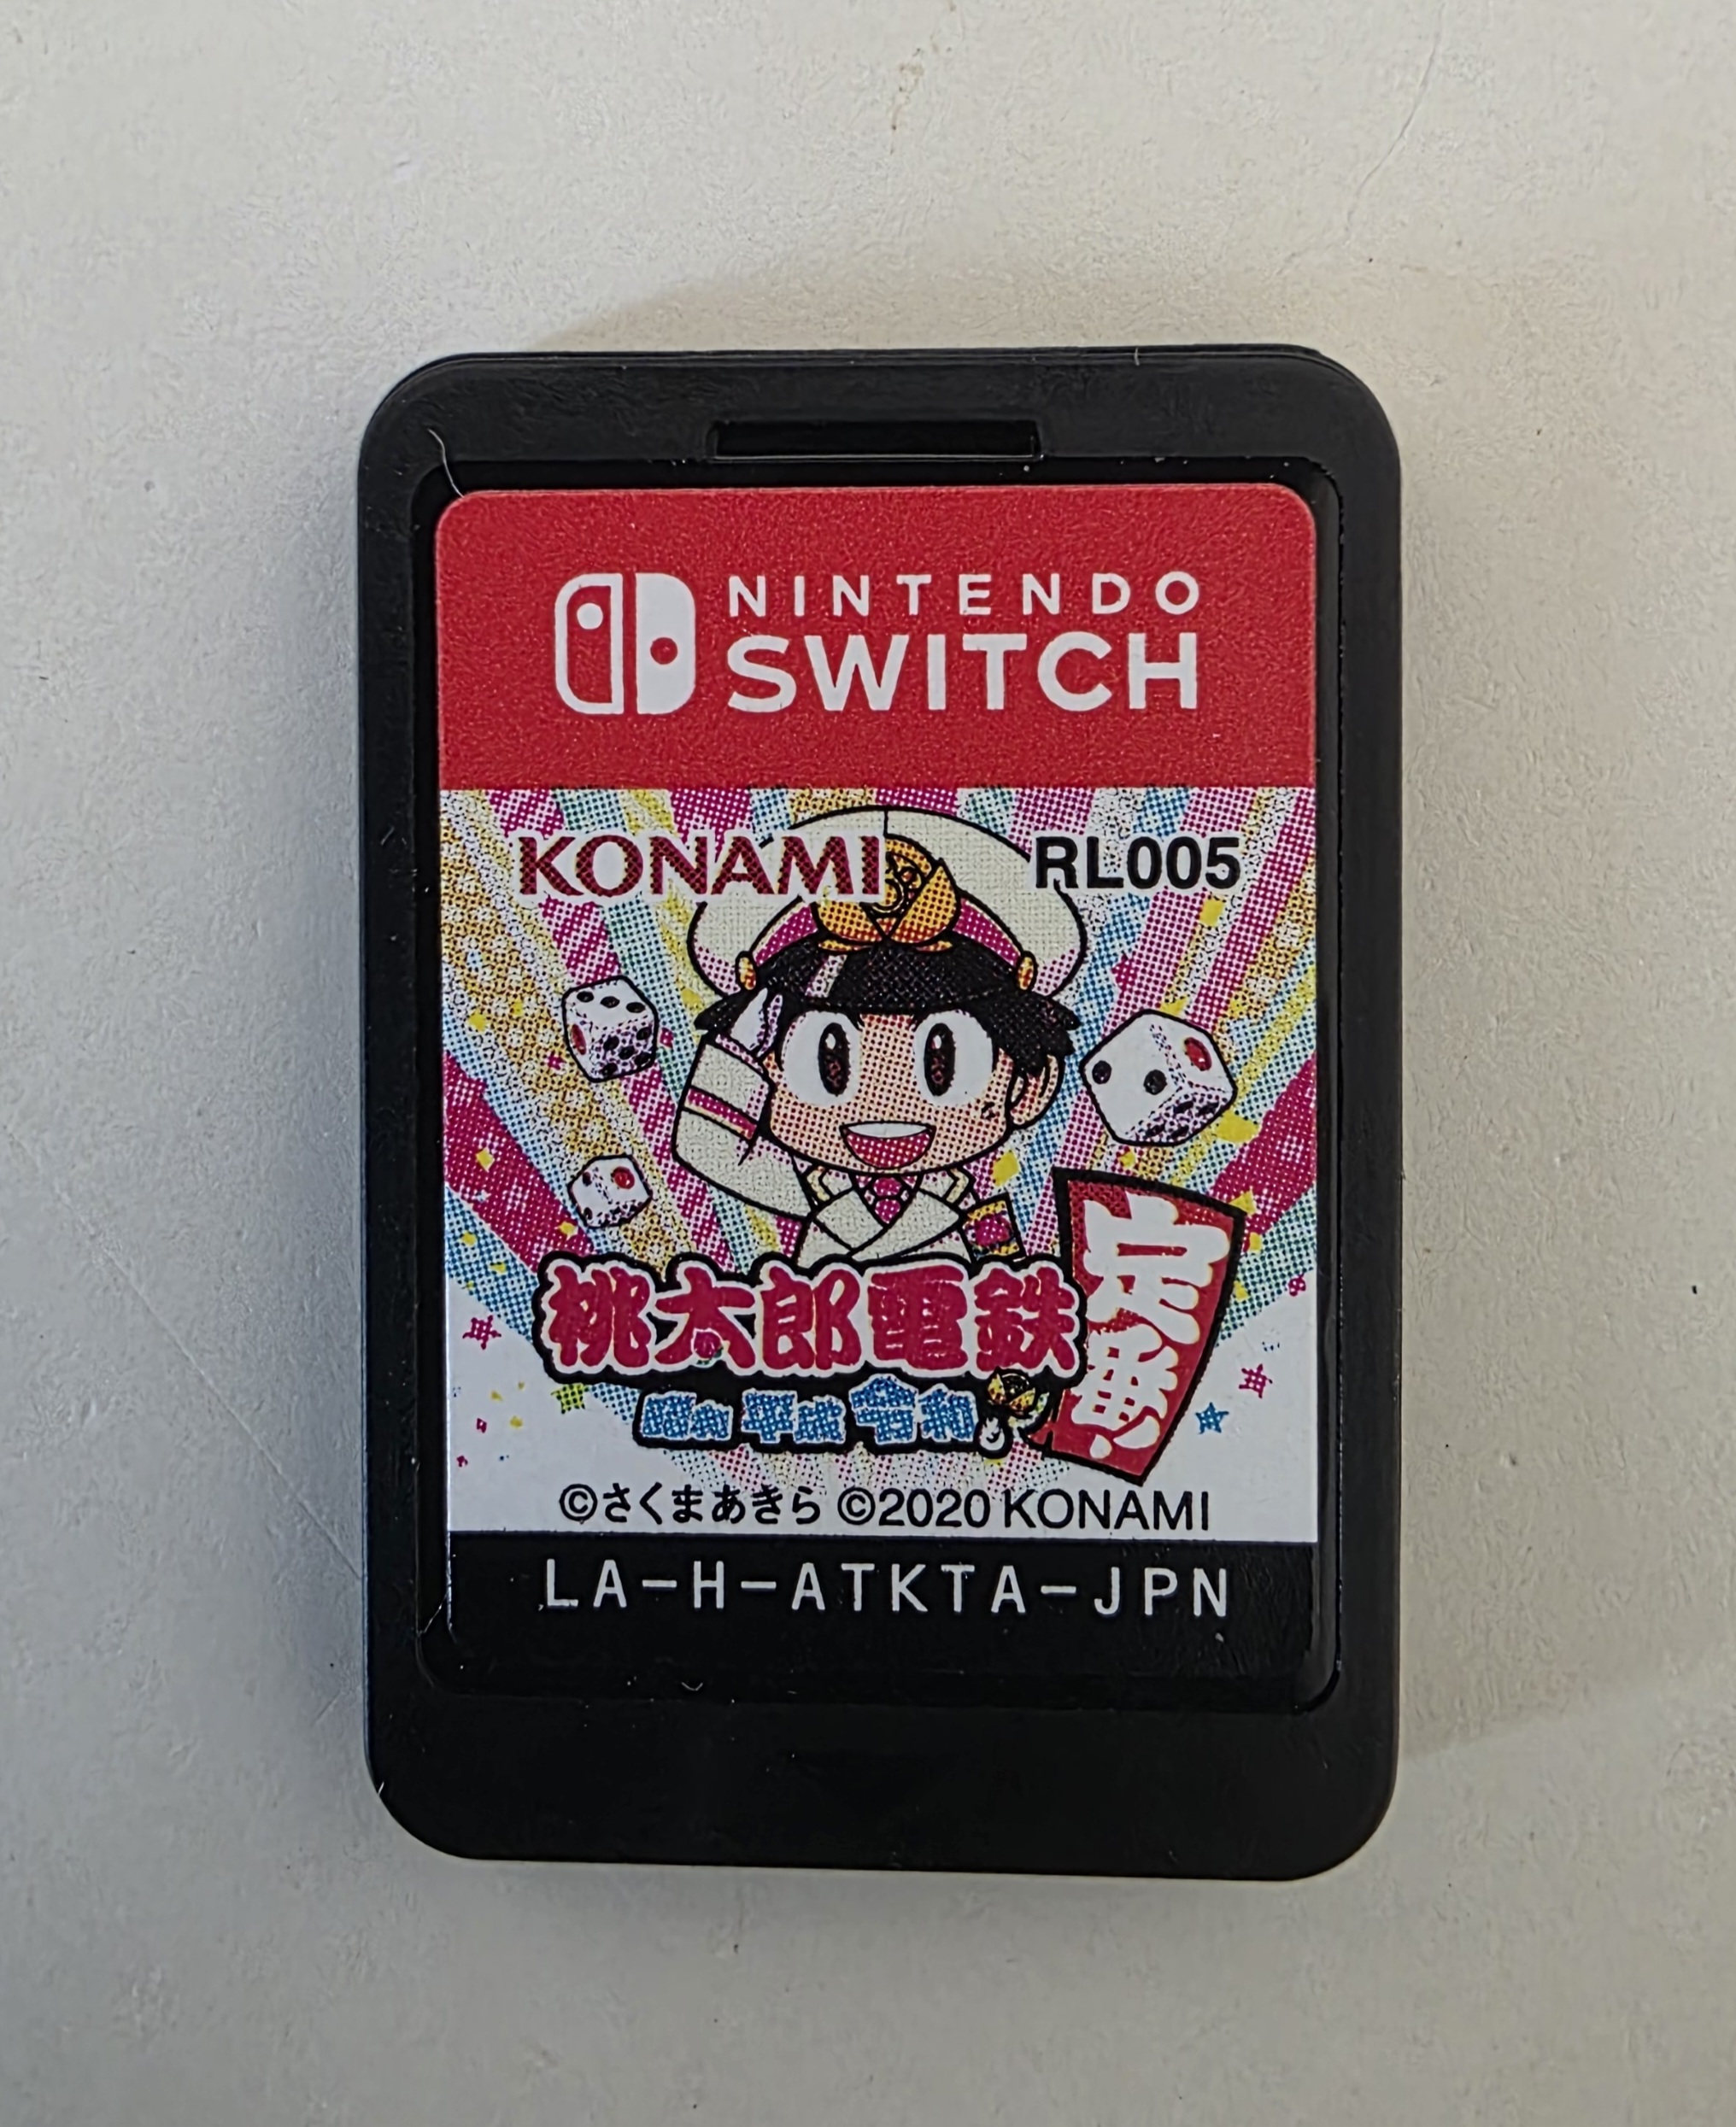 NINTENDO
SWITCH
KONAMI RL005
桃太郎電鉄
昭和 平成 令和
定番!
©さくまあきら ©2020 KONAMI
LA-H-ATKTA-JPN